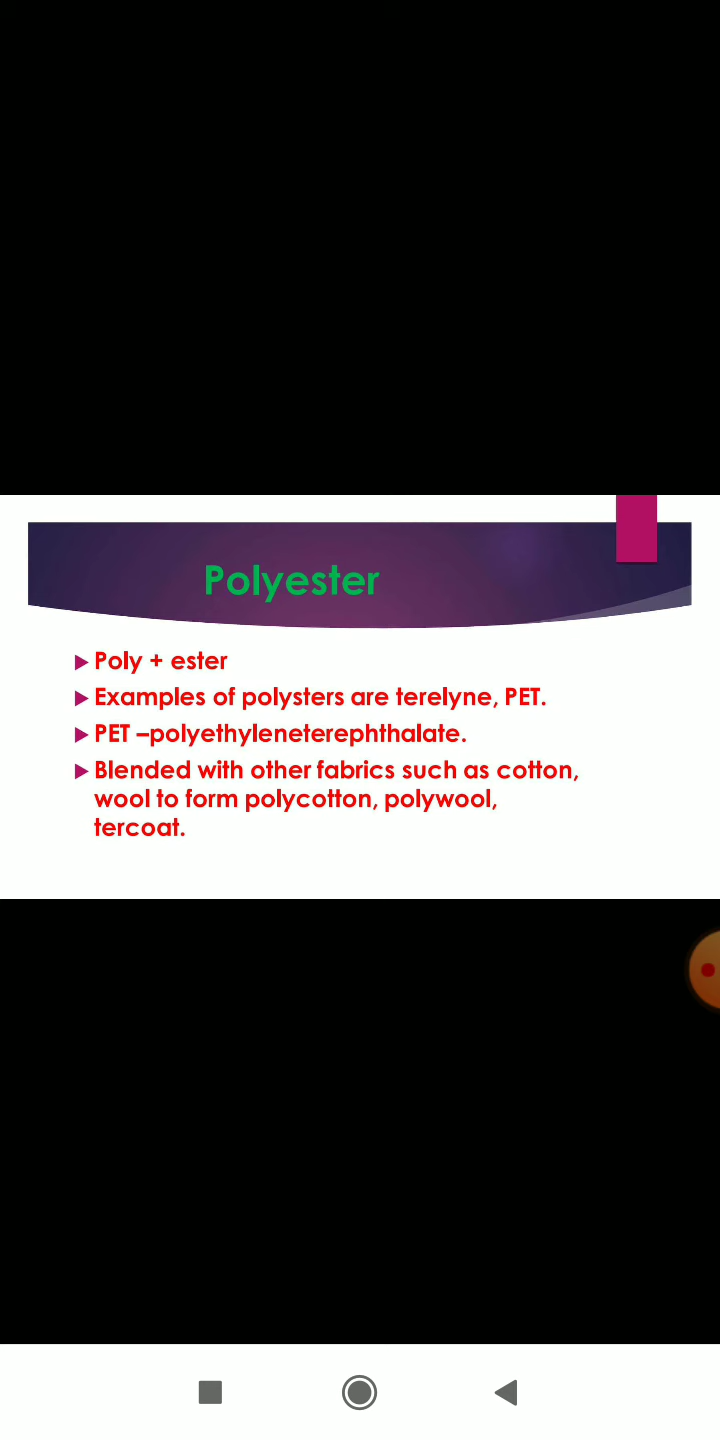 Polyester
Poly + ester
Examples of polysters are terelyne, PET.
PET –polyethyleneterephthalate.
Blended with other fabrics such as cotton,
wool to form polycotton, polywool,
tercoat.